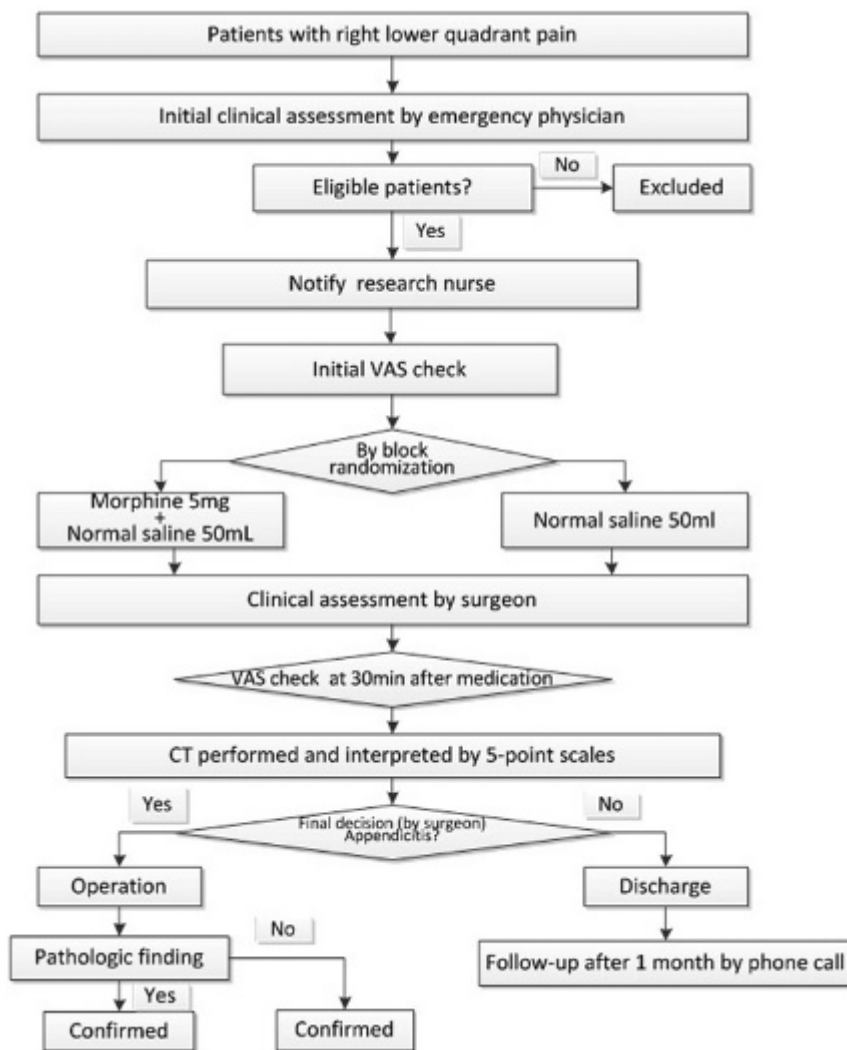 Patients with right lower quadrant pain
Initial clinical assessment by emergency physician
No
Eligible patients?
Excluded
Yes
Notify research nurse
Initial VAS check
By block
randomization
Morphine 5mg
+
Normal saline 50mL
Normal saline 50ml
Clinical assessment by surgeon
VAS check at 30min after medication
CT performed and interpreted by 5-point scales
Yes
No
Final decision (by surgeon)
Appendicitis?
Operation
Discharge
No
Pathologic finding
Follow-up after 1 month by phone call
Yes
Confirmed
Confirmed